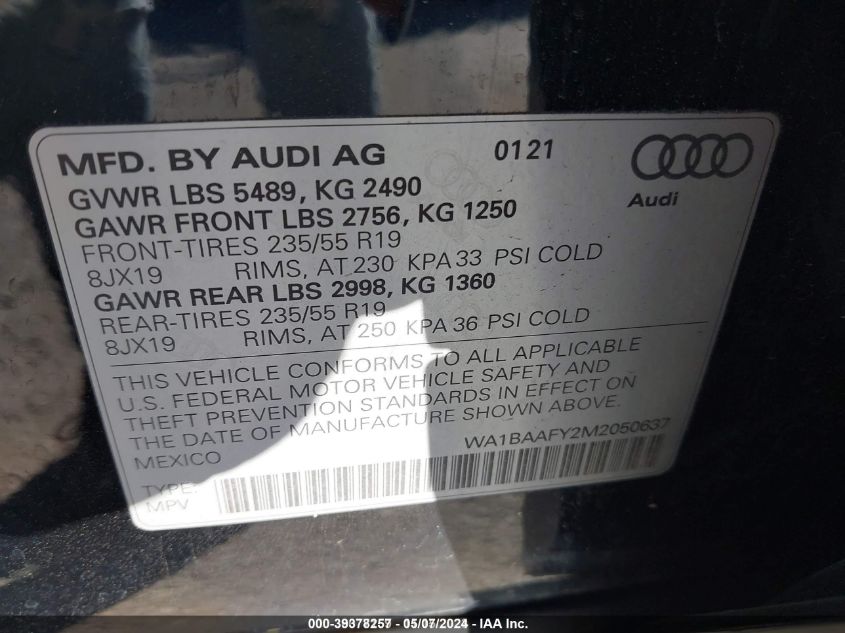 MFD. BY AUDI AG 0121
Audi
GVWR LBS 5489, KG 2490
GAWR FRONT LBS 2756, KG 1250
FRONT-TIRES 235/55 R19
8JX19 RIMS, AT 230 KPA 33 PSI COLD
GAWR REAR LBS 2998, KG 1360
REAR-TIRES 235/55 R19
8JX19 RIMS, AT 250 KPA 36 PSI COLD
THIS VEHICLE CONFORMS TO ALL APPLICABLE
U.S. FEDERAL MOTOR VEHICLE SAFETY AND
THEFT PREVENTION STANDARDS IN EFFECT ON
THE DATE OF MANUFACTURE SHOWN ABOVE.
MEXICO WA1BAAFY2M2050637
TYPE:
MPV
000-39378257 - 05/07/2024 - IAA Inc.